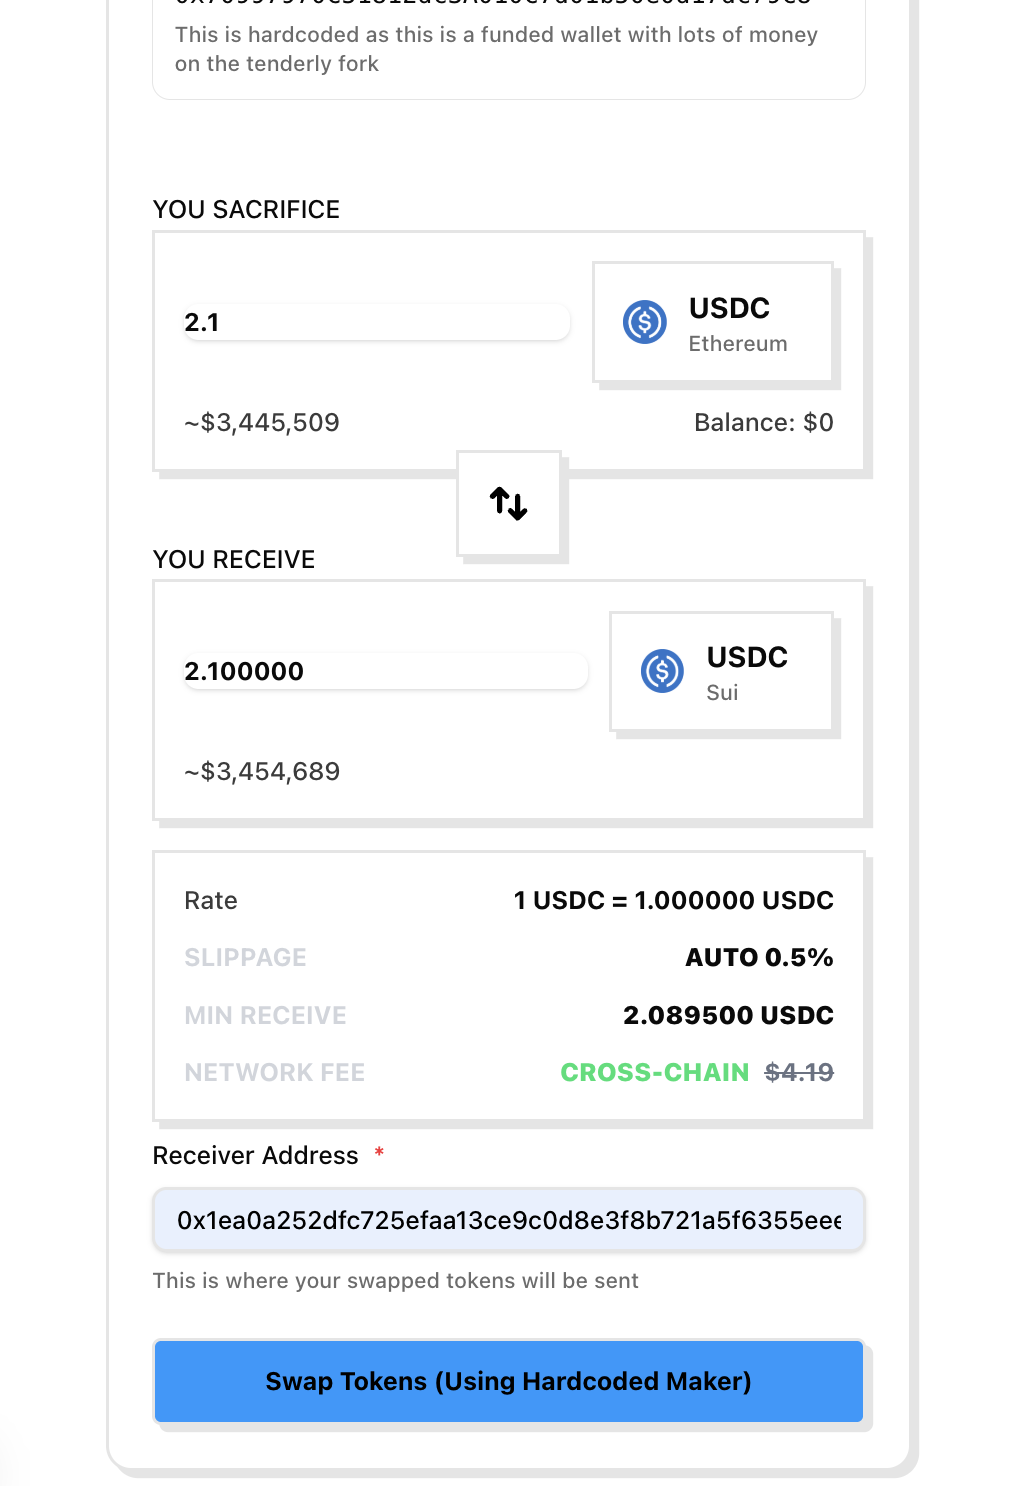 This is hardcoded as this is a funded wallet with lots of money
on the tenderly fork
YOU SACRIFICE
2.1
USDC
Ethereum
~$3,445,509
Balance: $0
YOU RECEIVE
2.100000
USDC
Sui
~$3,454,689
Rate
1 USDC = 1.000000 USDC
SLIPPAGE
AUTO 0.5%
MIN RECEIVE
2.089500 USDC
NETWORK FEE
CROSS-CHAIN $4.19
Receiver Address *
0x1ea0a252dfc725efaa13ce9c0d8e3f8b721a5f6355eee
This is where your swapped tokens will be sent
Swap Tokens (Using Hardcoded Maker)